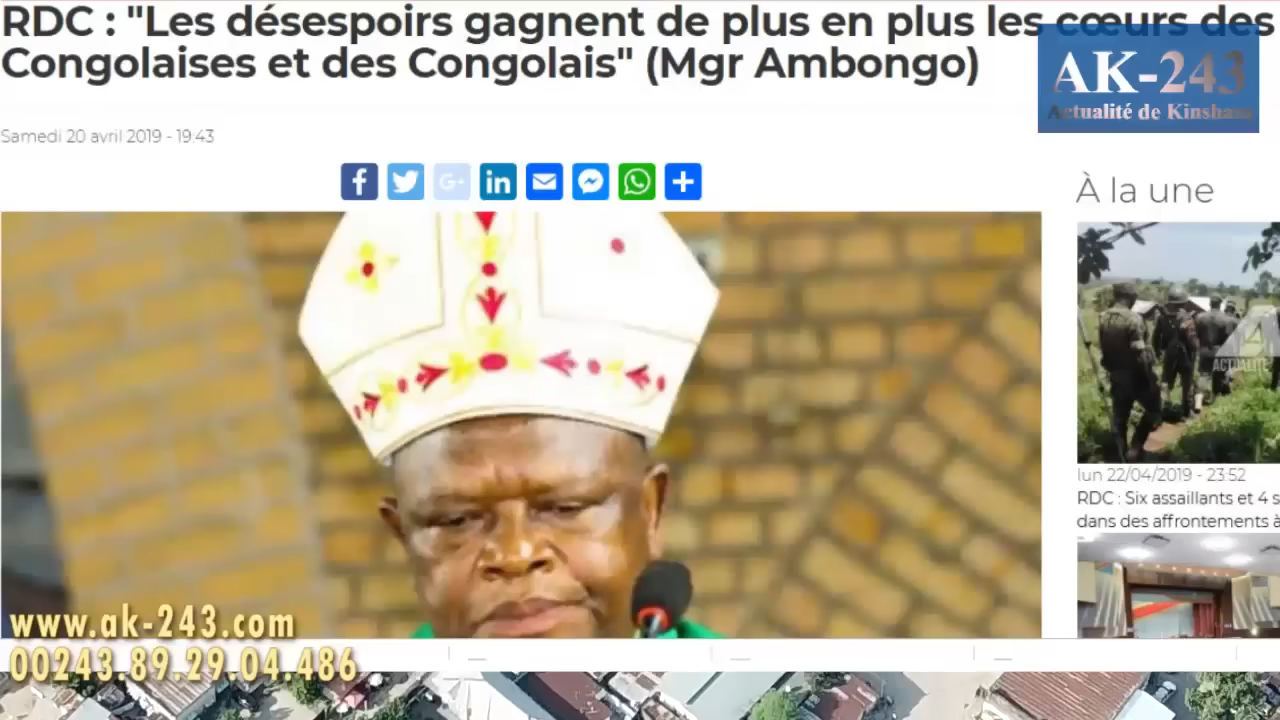 RDC : "Les désespoirs gagnent de plus en plus les cœurs des
Congolaises et des Congolais" (Mgr Ambongo)
AK-243
Actualité de Kinshasa
Samedi 20 avril 2019 - 19:43
G+
in
À la une
ACTUALITE
lun 22/04/2019 - 23:52
RDC : Six assaillants et 4 s
dans des affrontements à
www.ak-243.com
00243.89.29.04.486